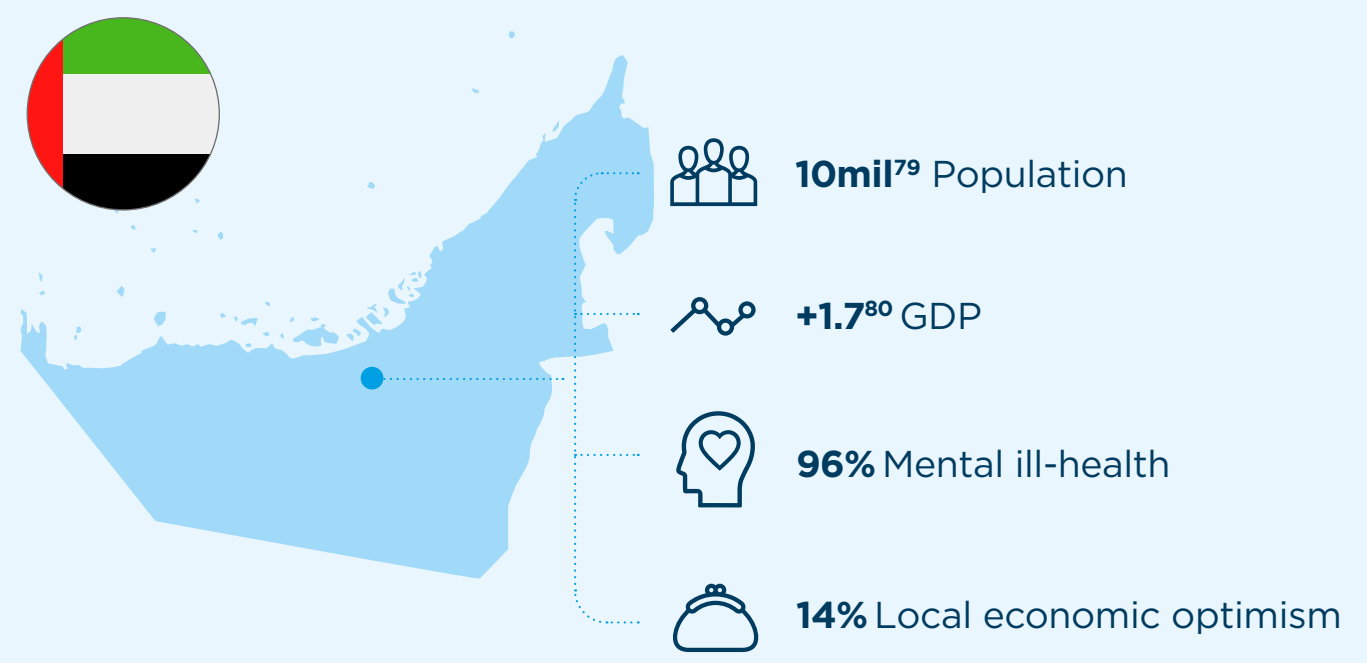 10mil⁷⁹ Population
+1.7⁸⁰ GDP
96% Mental ill-health
14% Local economic optimism